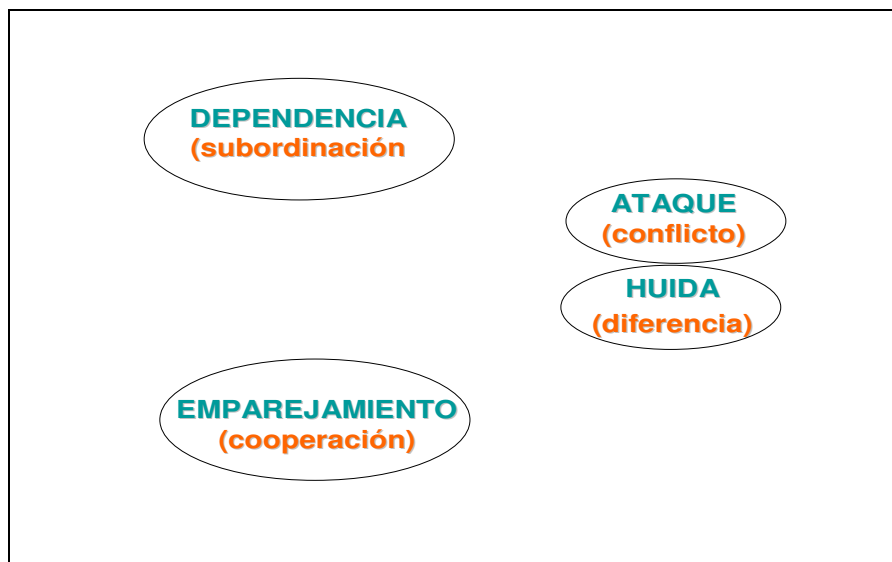 DEPENDENCIA
(subordinación
ATAQUE
(conflicto)
HUIDA
(diferencia)
EMPAREJAMIENTO
(cooperación)